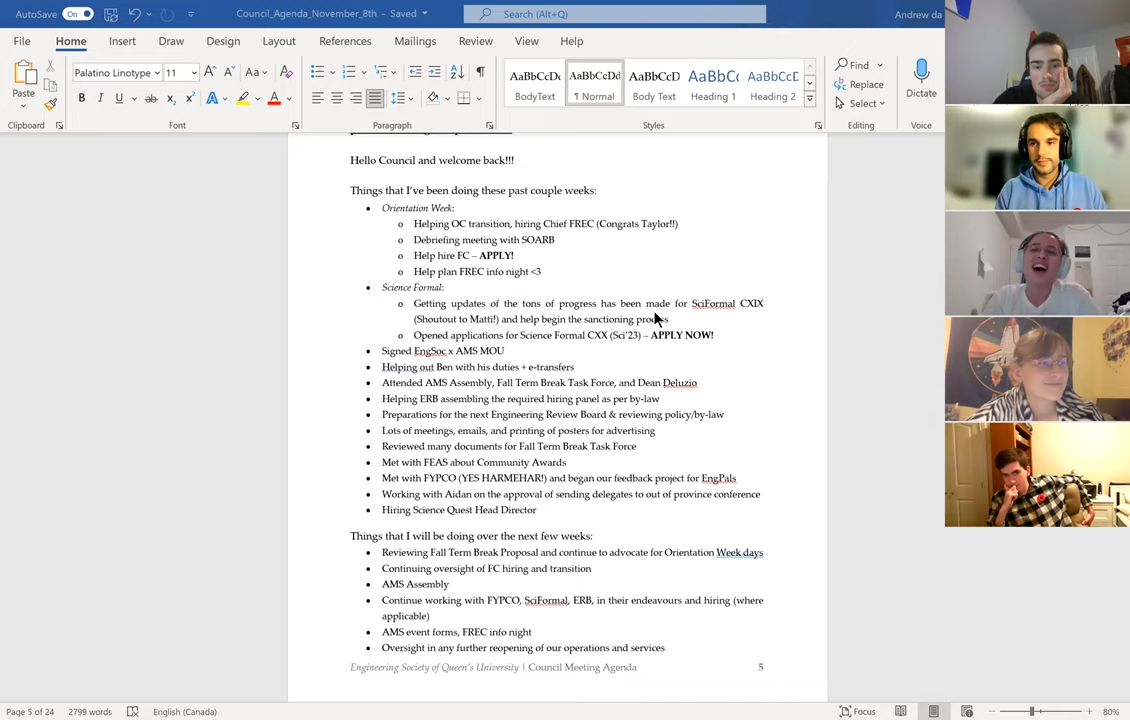 AutoSave On Council_Agenda_November_8th - Saved Search (Alt+Q) Andrew da
File Home Insert Draw Design Layout References Mailings Review View Help
Palatino Linotype 11 Aa AaBbCcDc AaBbCcDd AaBbCcD AaBbCc AaBbCcE Find
Paste Replace Dictate
B I U ab x₂ x² A A BodyText ¶ Normal Body Text Heading 1 Heading 2 Select
Clipboard Font Paragraph Styles Editing Voice
Hello Council and welcome back!!!
Things that I've been doing these past couple weeks:
• Orientation Week:
o Helping OC transition, hiring Chief FREC (Congrats Taylor!!)
o Debriefing meeting with SOARB
o Help hire FC – APPLY!
o Help plan FREC info night <3
• Science Formal:
o Getting updates of the tons of progress has been made for SciFormal CXIX
(Shoutout to Matti!) and help begin the sanctioning process
o Opened applications for Science Formal CXX (Sci'23) – APPLY NOW!
• Signed EngSoc x AMS MOU
• Helping out Ben with his duties + e-transfers
• Attended AMS Assembly, Fall Term Break Task Force, and Dean Deluzio
• Helping ERB assembling the required hiring panel as per by-law
• Preparations for the next Engineering Review Board & reviewing policy/by-law
• Lots of meetings, emails, and printing of posters for advertising
• Reviewed many documents for Fall Term Break Task Force
• Met with FEAS about Community Awards
• Met with FYPCO (YES HARMEHAR!) and began our feedback project for EngPals
• Working with Aidan on the approval of sending delegates to out of province conference
• Hiring Science Quest Head Director
Things that I will be doing over the next few weeks:
• Reviewing Fall Term Break Proposal and continue to advocate for Orientation Week days
• Continuing oversight of FC hiring and transition
• AMS Assembly
• Continue working with FYPCO, SciFormal, ERB, in their endeavours and hiring (where
applicable)
• AMS event forms, FREC info night
• Oversight in any further reopening of our operations and services
Engineering Society of Queen's University | Council Meeting Agenda 5
Page 5 of 24 2799 words English (Canada) Focus 80%